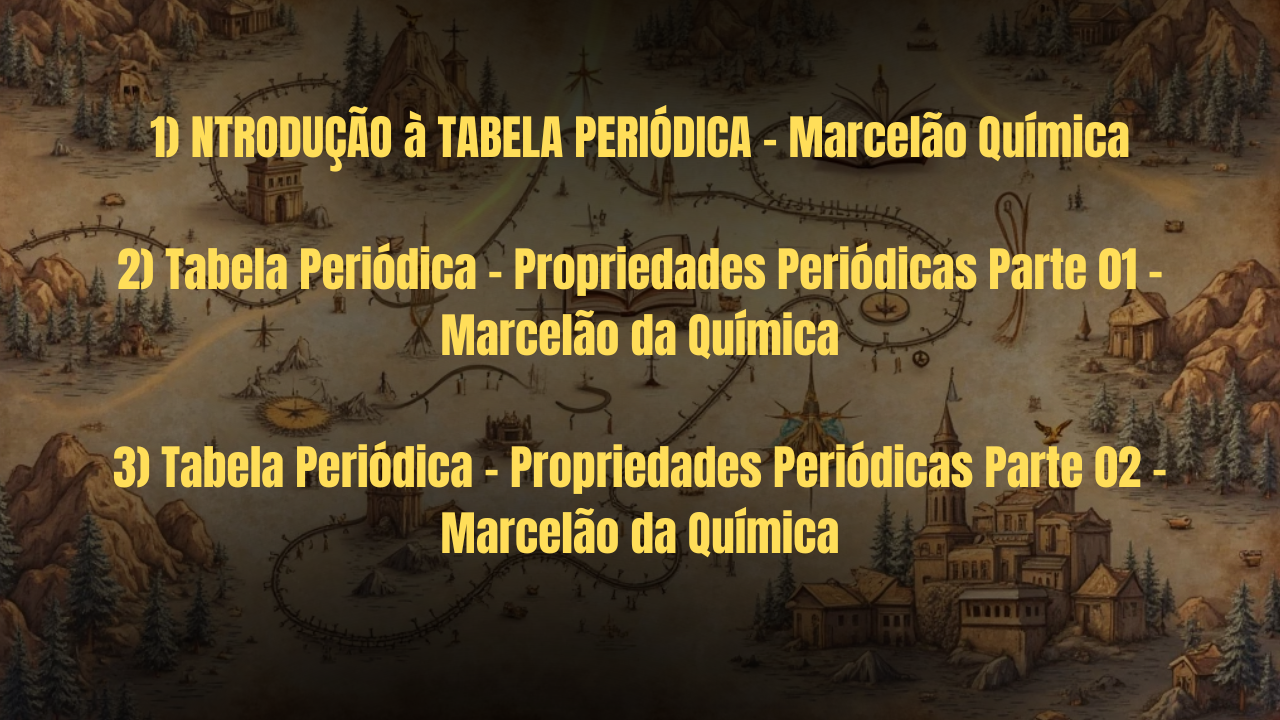 1) NTRODUÇÃO à TABELA PERIÓDICA - Marcelão Química
2) Tabela Periódica - Propriedades Periódicas Parte 01 -
Marcelão da Química
3) Tabela Periódica - Propriedades Periódicas Parte 02 -
Marcelão da Química